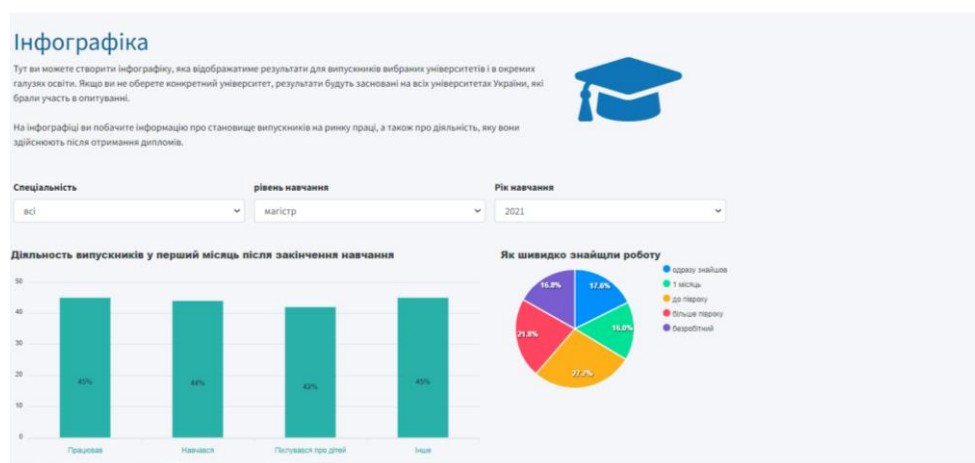 Інфографіка
Тут ви можете створити інфографіку, яка відображатиме результати для випускників вибраних університетів і в окремих
галузях освіти. Якщо ви не оберете конкретний університет, результати будуть засновані на всіх університетах України, які
брали участь в опитуванні.
На інфографіці ви побачите інформацію про становище випускників на ринку праці, а також про діяльність, яку вони
здійснюють після отримання дипломів.
Спеціальність
рівень навчання
Рік навчання
всі
магістр
2021
Діяльность випускників у перший місяць після закінчення навчання
50
40
30
20
10
0
45%
44%
42%
45%
Працював
Навчався
Піклувався про дітей
Інше
Як шивидко знайщли роботу
16.8%
17.6%
21.8%
16.0%
27.7%
одразу знайшов
1 місяць
до півроку
більше півроку
безробітний